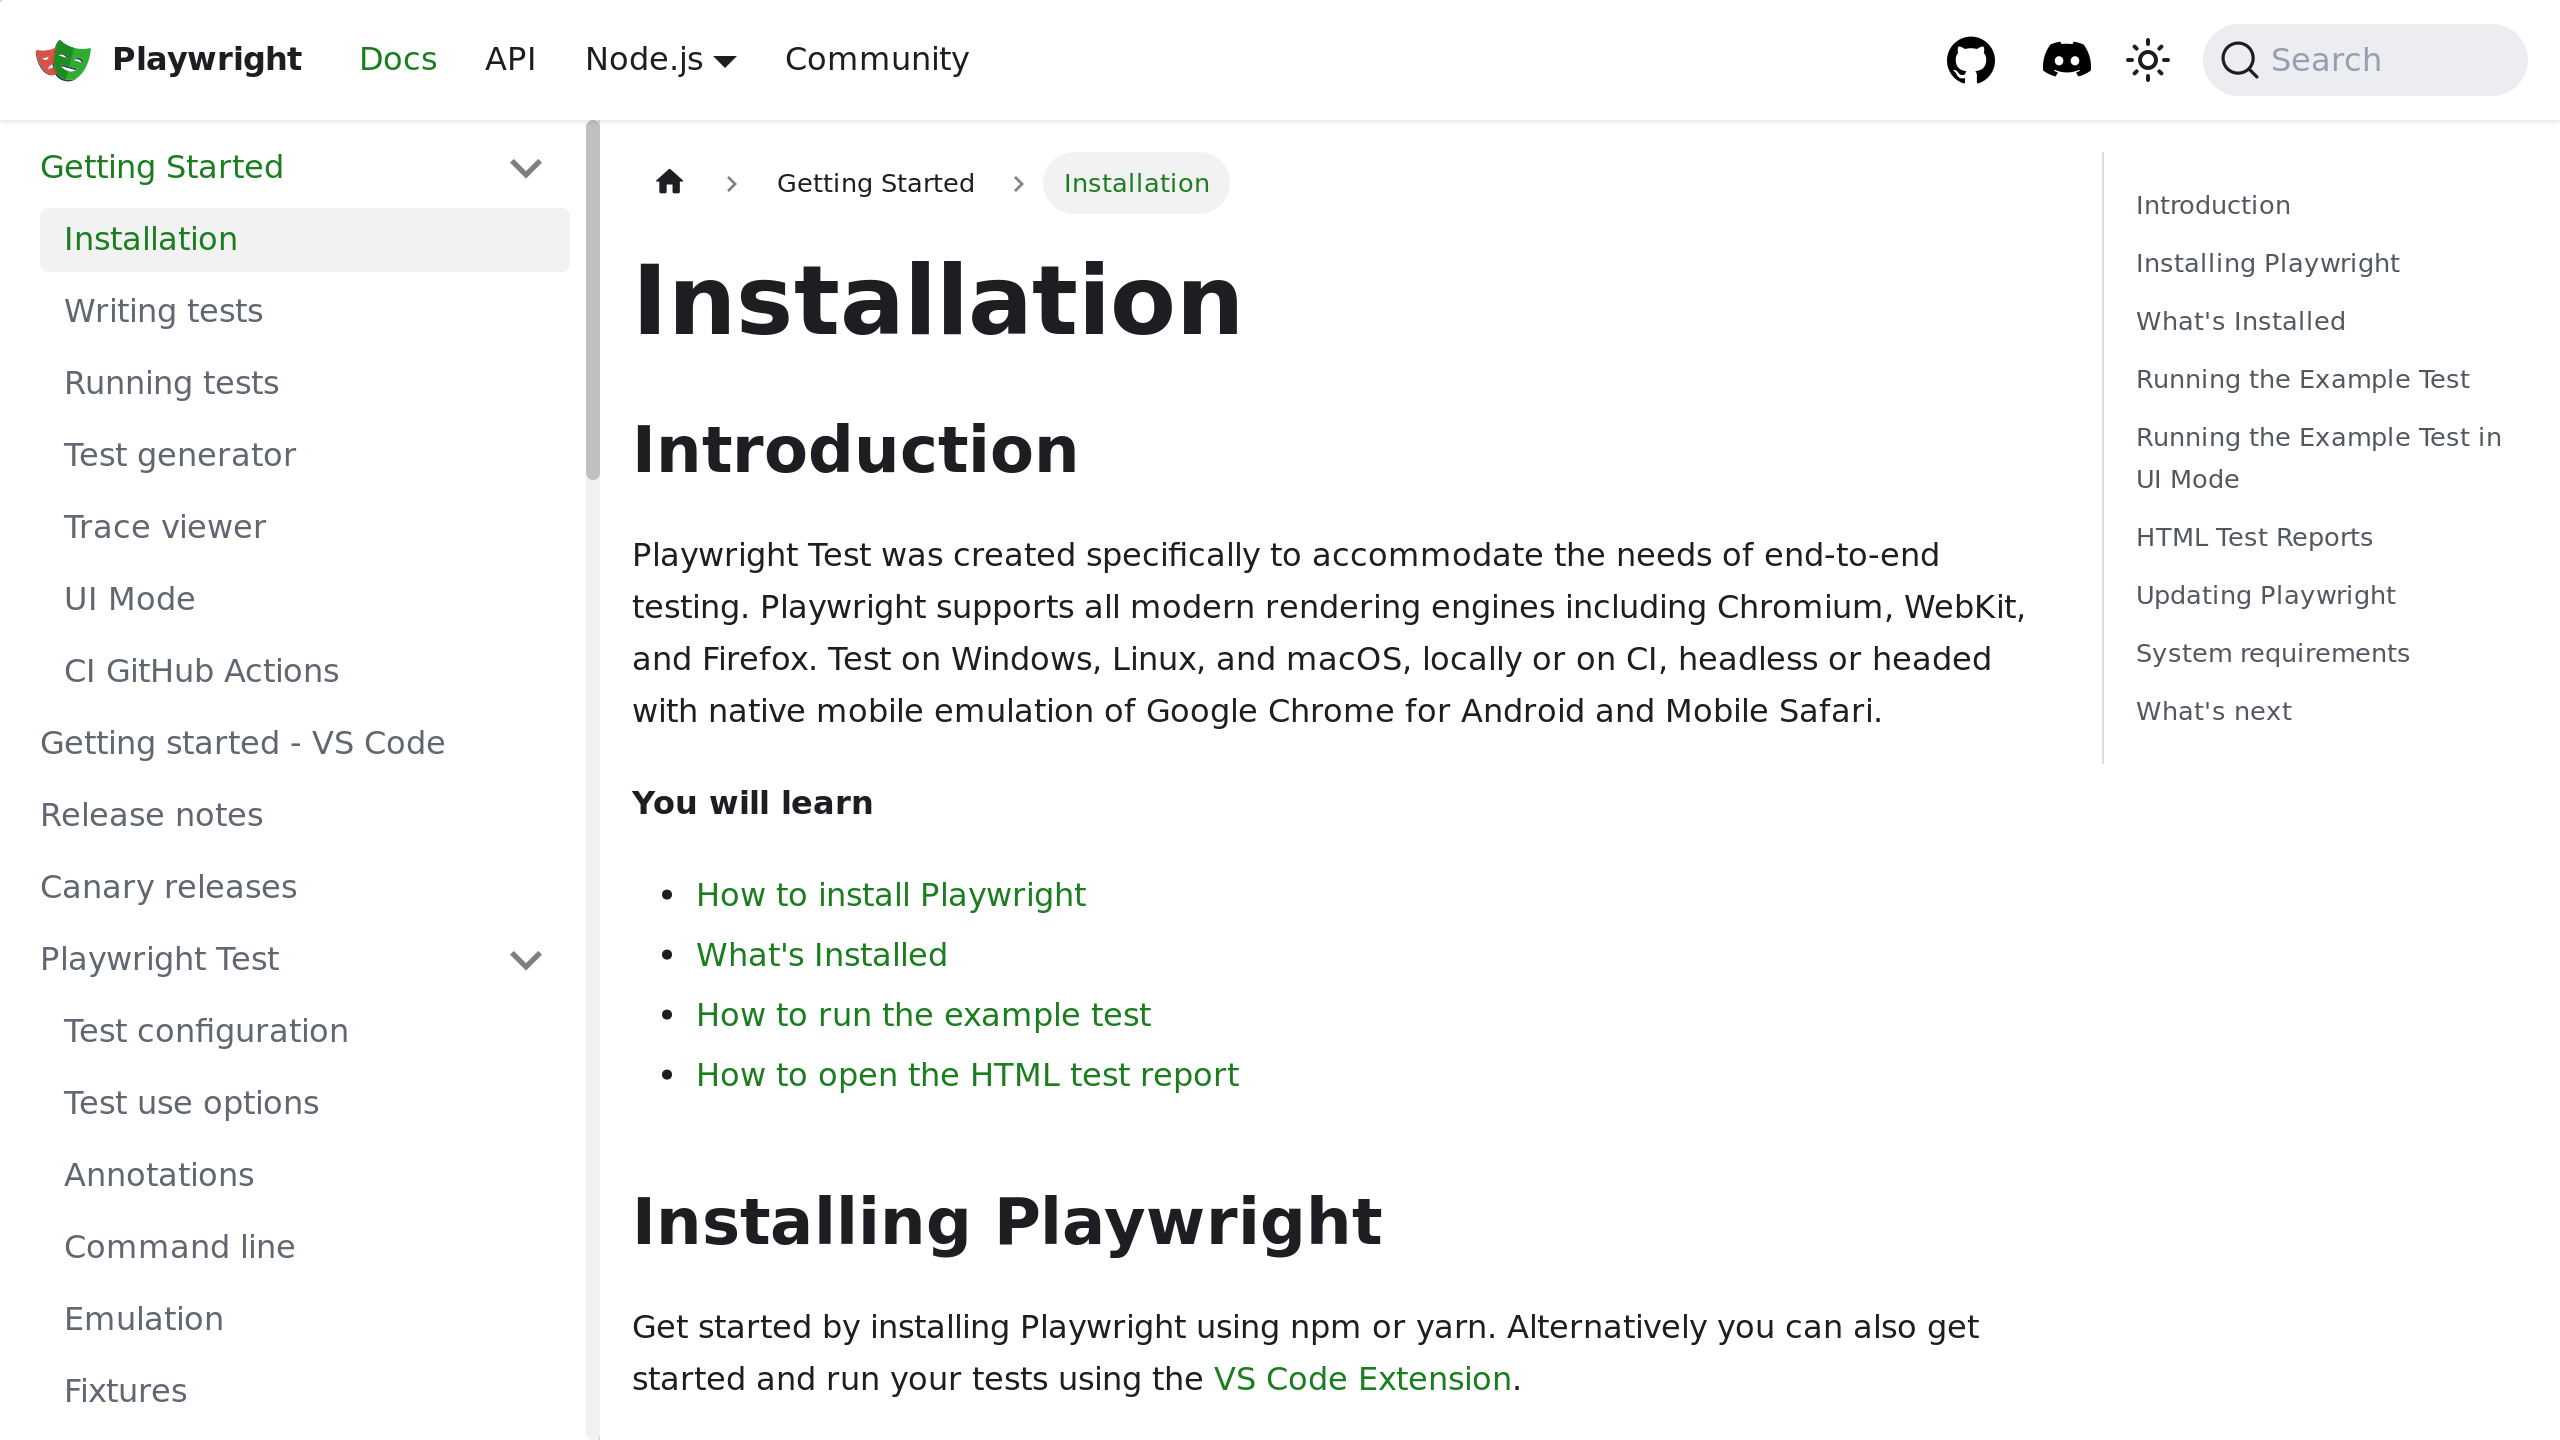 Playwright
Docs
API
Node.js
Community
Search
Getting Started
Installation
Writing tests
Running tests
Test generator
Trace viewer
UI Mode
CI GitHub Actions
Getting started - VS Code
Release notes
Canary releases
Playwright Test
Test configuration
Test use options
Annotations
Command line
Emulation
Fixtures
Getting Started
Installation
Installation
Introduction
Playwright Test was created specifically to accommodate the needs of end-to-end
testing. Playwright supports all modern rendering engines including Chromium, WebKit,
and Firefox. Test on Windows, Linux, and macOS, locally or on CI, headless or headed
with native mobile emulation of Google Chrome for Android and Mobile Safari.
You will learn
• How to install Playwright
• What's Installed
• How to run the example test
• How to open the HTML test report
Installing Playwright
Get started by installing Playwright using npm or yarn. Alternatively you can also get
started and run your tests using the VS Code Extension.
Introduction
Installing Playwright
What's Installed
Running the Example Test
Running the Example Test in
UI Mode
HTML Test Reports
Updating Playwright
System requirements
What's next